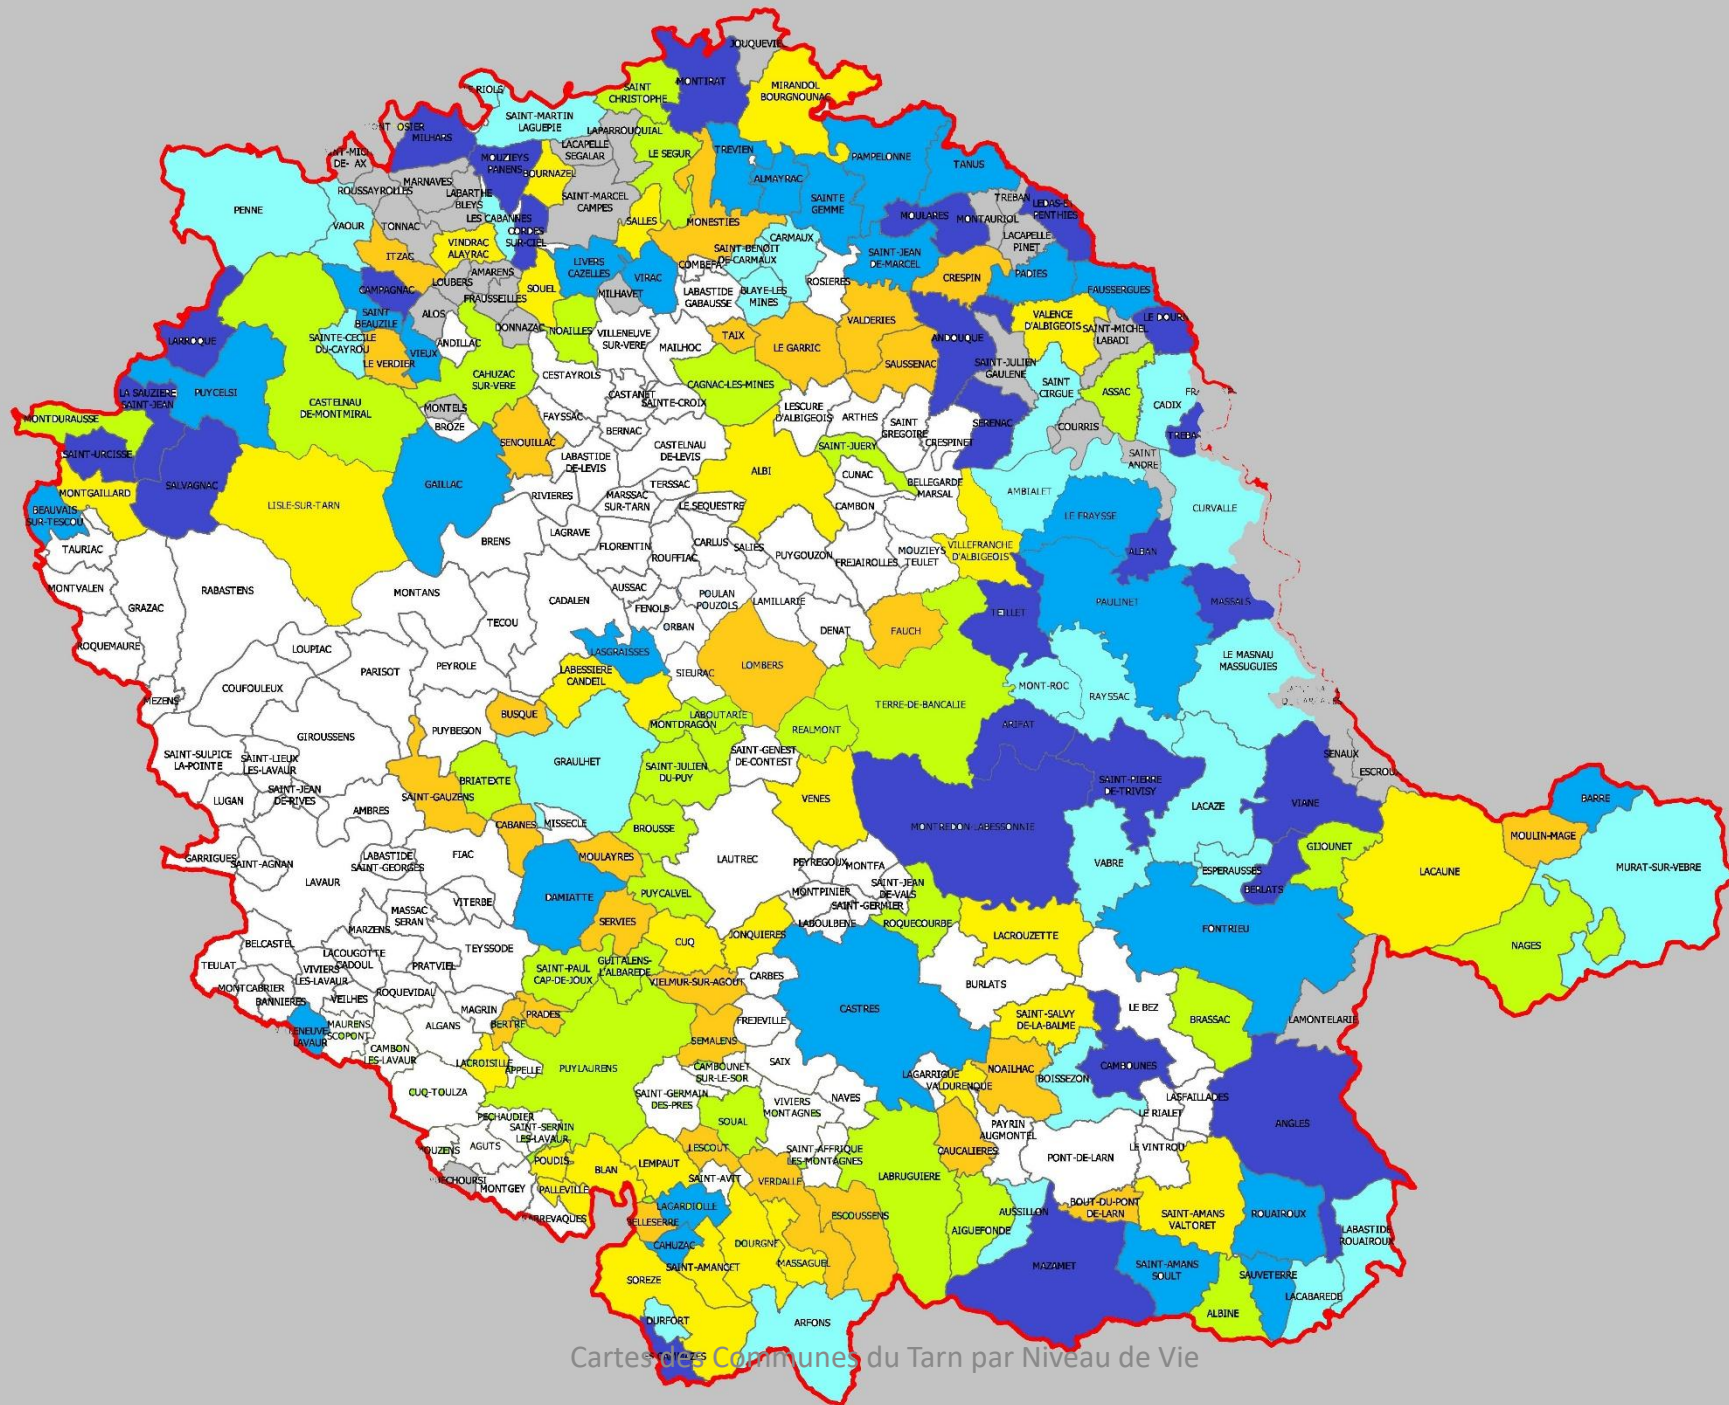 JOUQUEVIEL
MONTIRAT
MIRANDOL
BOURGNOUNAC
SAINT
CHRISTOPHE
RIOLS
SAINT-MARTIN
LAGUEPIE
MILHARS
LAPARROUQUIAL
LACAPELLE
SEGALAR
LE SEGUR
TREVIEN
PAMPELONNE
TANUS
MOUZIEYS
PANENS
BOURNAZEL
ALMAYRAC
SAINTE
GEMME
ROUSSAYROLLES
MARNAVES
LABARTHE
BLEYS
SAINT-MARCEL
CAMPES
PENNE
VAOUR
TONNAC
LES CABANNES
CORDES
SUR-CIEL
SALLES
MONESTIES
MOULARES
MONTAURIOL
TREBAN
LEDAS-ET
PENTHIES
LACAPELLE
PINET
CARMAUX
SAINT-BENOIT
DE-CARMAUX
SAINT-JEAN
DE-MARCEL
ITZAC
VINDRAC
ALAYRAC
LIVERS
CAZELLES
VIRAC
COMBEFA
ROSIERES
CRESPIN
PADIES
AMARENS
LOUBERS
FRAUSSEILLES
SOUEL
MILHAVET
LABASTIDE
GABAUSSE
BLAYE-LES
MINES
FAUSSERGUES
CAMPAGNAC
SAINT
BEAUZILE
ALOS
DONNAZAC
NOAILLES
VILLENEUVE
SUR-VERE
MAILHOC
TAIX
LE GARRIC
VALDERIES
VALENCE
D'ALBIGEOIS
SAINT-MICHEL
LABADI
LE DOURN
LARROQUE
SAINTE-CECILE
DU-CAYROU
LE VERDIER
VIEUX
ANDILLAC
ANDOUQUE
SAUSSENAC
SAINT-JULIEN
GAULENE
CAHUZAC
SUR-VERE
CESTAYROLS
CAGNAC-LES-MINES
SAINT
CIRGUE
ASSAC
CADIX
LA SAUZIERE
SAINT-JEAN
PUYCELSI
CASTELNAU
DE-MONTMIRAL
CASTANET
SAINTE-CROIX
LESCURE
D'ALBIGEOIS
ARTHES
SAINT
GREGOIRE
SERENAC
MONTDURAUSSE
MONTELS
BROZE
FAYSSAC
BERNAC
COURRIS
CRESPINET
SAINT-URCISSE
SENOUILLAC
CASTELNAU
DE-LEVIS
SAINT-JUERY
SAINT
ANDRE
LABASTIDE
DE-LEVIS
ALBI
CUNAC
BELLEGARDE
MARSAL
MONTGAILLARD
SALVAGNAC
GAILLAC
TERSSAC
AMBIALET
LISLE-SUR-TARN
RIVIERES
MARSSAC
SUR-TARN
LE SEQUESTRE
CAMBON
CURVALLE
BEAUVAIS
SUR-TESCOU
LE FRAYSSE
LAGRAVE
BRENS
FLORENTIN
ROUFFIAC
CARLUS
SALIES
PUYGOUZON
FREJAIROLLES
MOUZIEYS
TEULET
VILLEFRANCHE
D'ALBIGEOIS
ALBAN
TAURIAC
MONTVALEN
RABASTENS
GRAZAC
MONTANS
CADALEN
AUSSAC
FENOLS
POULAN
POUZOLS
LAMILLARIE
PAULINET
MASSALS
TEILLET
TECOU
ORBAN
DENAT
FAUCH
ROQUEMAURE
LOUPIAC
PARISOT
PEYROLE
LASGRAISSES
SIEURAC
LOMBERS
LABESSIERE
CANDEIL
LE MASNAU
MASSUGUIES
MONT-ROC
RAYSSAC
MEZENS
COUFOULEUX
BUSQUE
MONTDRAGON
LABOUTARIE
TERRE-DE-BANCALIE
ARIFAT
GIROUSSENS
PUYBEGON
REALMONT
SAINT-SULPICE
LA-POINTE
SAINT-LIEUX
LES-LAVAUR
GRAULHET
SAINT-JULIEN
DU-PUY
SAINT-GENEST
DE-CONTEST
SENAUX
ESCROUX
BRIATEXTE
SAINT-PIERRE
DE-TRIVISY
LUGAN
SAINT-JEAN
DE-RIVES
SAINT-GAUZENS
VENES
LACAZE
VIANE
BARRE
AMBRES
CABANES
MISSECLE
BROUSSE
MONTREDON-LABESSONNIE
MOULIN-MAGE
GARRIGUES
SAINT-AGNAN
LABASTIDE
SAINT-GEORGES
FIAC
MOULAYRES
LAUTREC
PEYREGOUX
MONTFA
VABRE
ESPERAUSSES
GIJOUNET
LACAUNE
MURAT-SUR-VEBRE
LAVAUR
DAMIATTE
PUYCALVEL
MONTPINIER
SAINT-JEAN
DE-VALS
SAINT-GERMIER
BERLATS
VITERBE
MASSAC
SERAN
SERVIES
LABOULBENE
ROQUECOURBE
FONTRIEU
BELCASTEL
MARZENS
TEYSSODE
CUQ
JONQUIERES
LACROUZETTE
NAGES
TEULAT
LACOUGOTTE
CADOUL
VIVIERS
LES-LAVAUR
PRATVIEL
SAINT-PAUL
CAP-DE-JOUX
GUITALENS-
L'ALBAREDE
VIELMUR-SUR-AGOUT
CARBES
BURLATS
MONTCABRIER
BANNIERES
VEILHES
ROQUEVIDAL
MAGRIN
PRADES
CASTRES
LE BEZ
FREJEVILLE
SAINT-SALVY
DE-LA-BALME
BRASSAC
LAMONTELARIE
MAURENS
SCOPONT
ALGANS
BERTRE
SEMALENS
CAMBON
LES-LAVAUR
LACROISILLE
APPELLE
PUYLAURENS
CAMBOUNET
SUR-LE-SOR
SAIX
LAGARRIGUE
VALDURENQUE
NOAILHAC
BOISSEZON
CAMBOUNES
CUQ-TOULZA
SAINT-GERMAIN
DES-PRES
VIVIERS
MONTAGNES
NAVES
LASFAILLADES
LE RIALET
PECHAUDIER
SAINT-SERNIN
LES-LAVAUR
SOUAL
PAYRIN
AUGMONTEL
ANGLES
AGUTS
LESCOUT
SAINT-AFFRIQUE
LES-MONTAGNES
CAUCALIERES
PONT-DE-LARN
LE VINTROU
POUDIS
BLAN
LEMPAUT
SAINT-AVIT
VERDALLE
LABRUGUIERE
MONTGEY
PALLEVILLE
LAGARDIOLLE
ESCOUSSENS
AUSSILLON
BOUT-DU-PONT
DE-LARN
SAINT-AMANS
VALTORET
ROUAIROUX
LABASTIDE
ROUAIROUX
AIGUEFONDE
CAHUZAC
DOURGNE
SAINT-AMANCET
MASSAGUEL
MAZAMET
SAINT-AMANS
SOULT
SAUVETERRE
SOREZE
LACABAREDE
ALBINE
DURFORT
ARFONS
Cartes des Communes du Tarn par Niveau de Vie